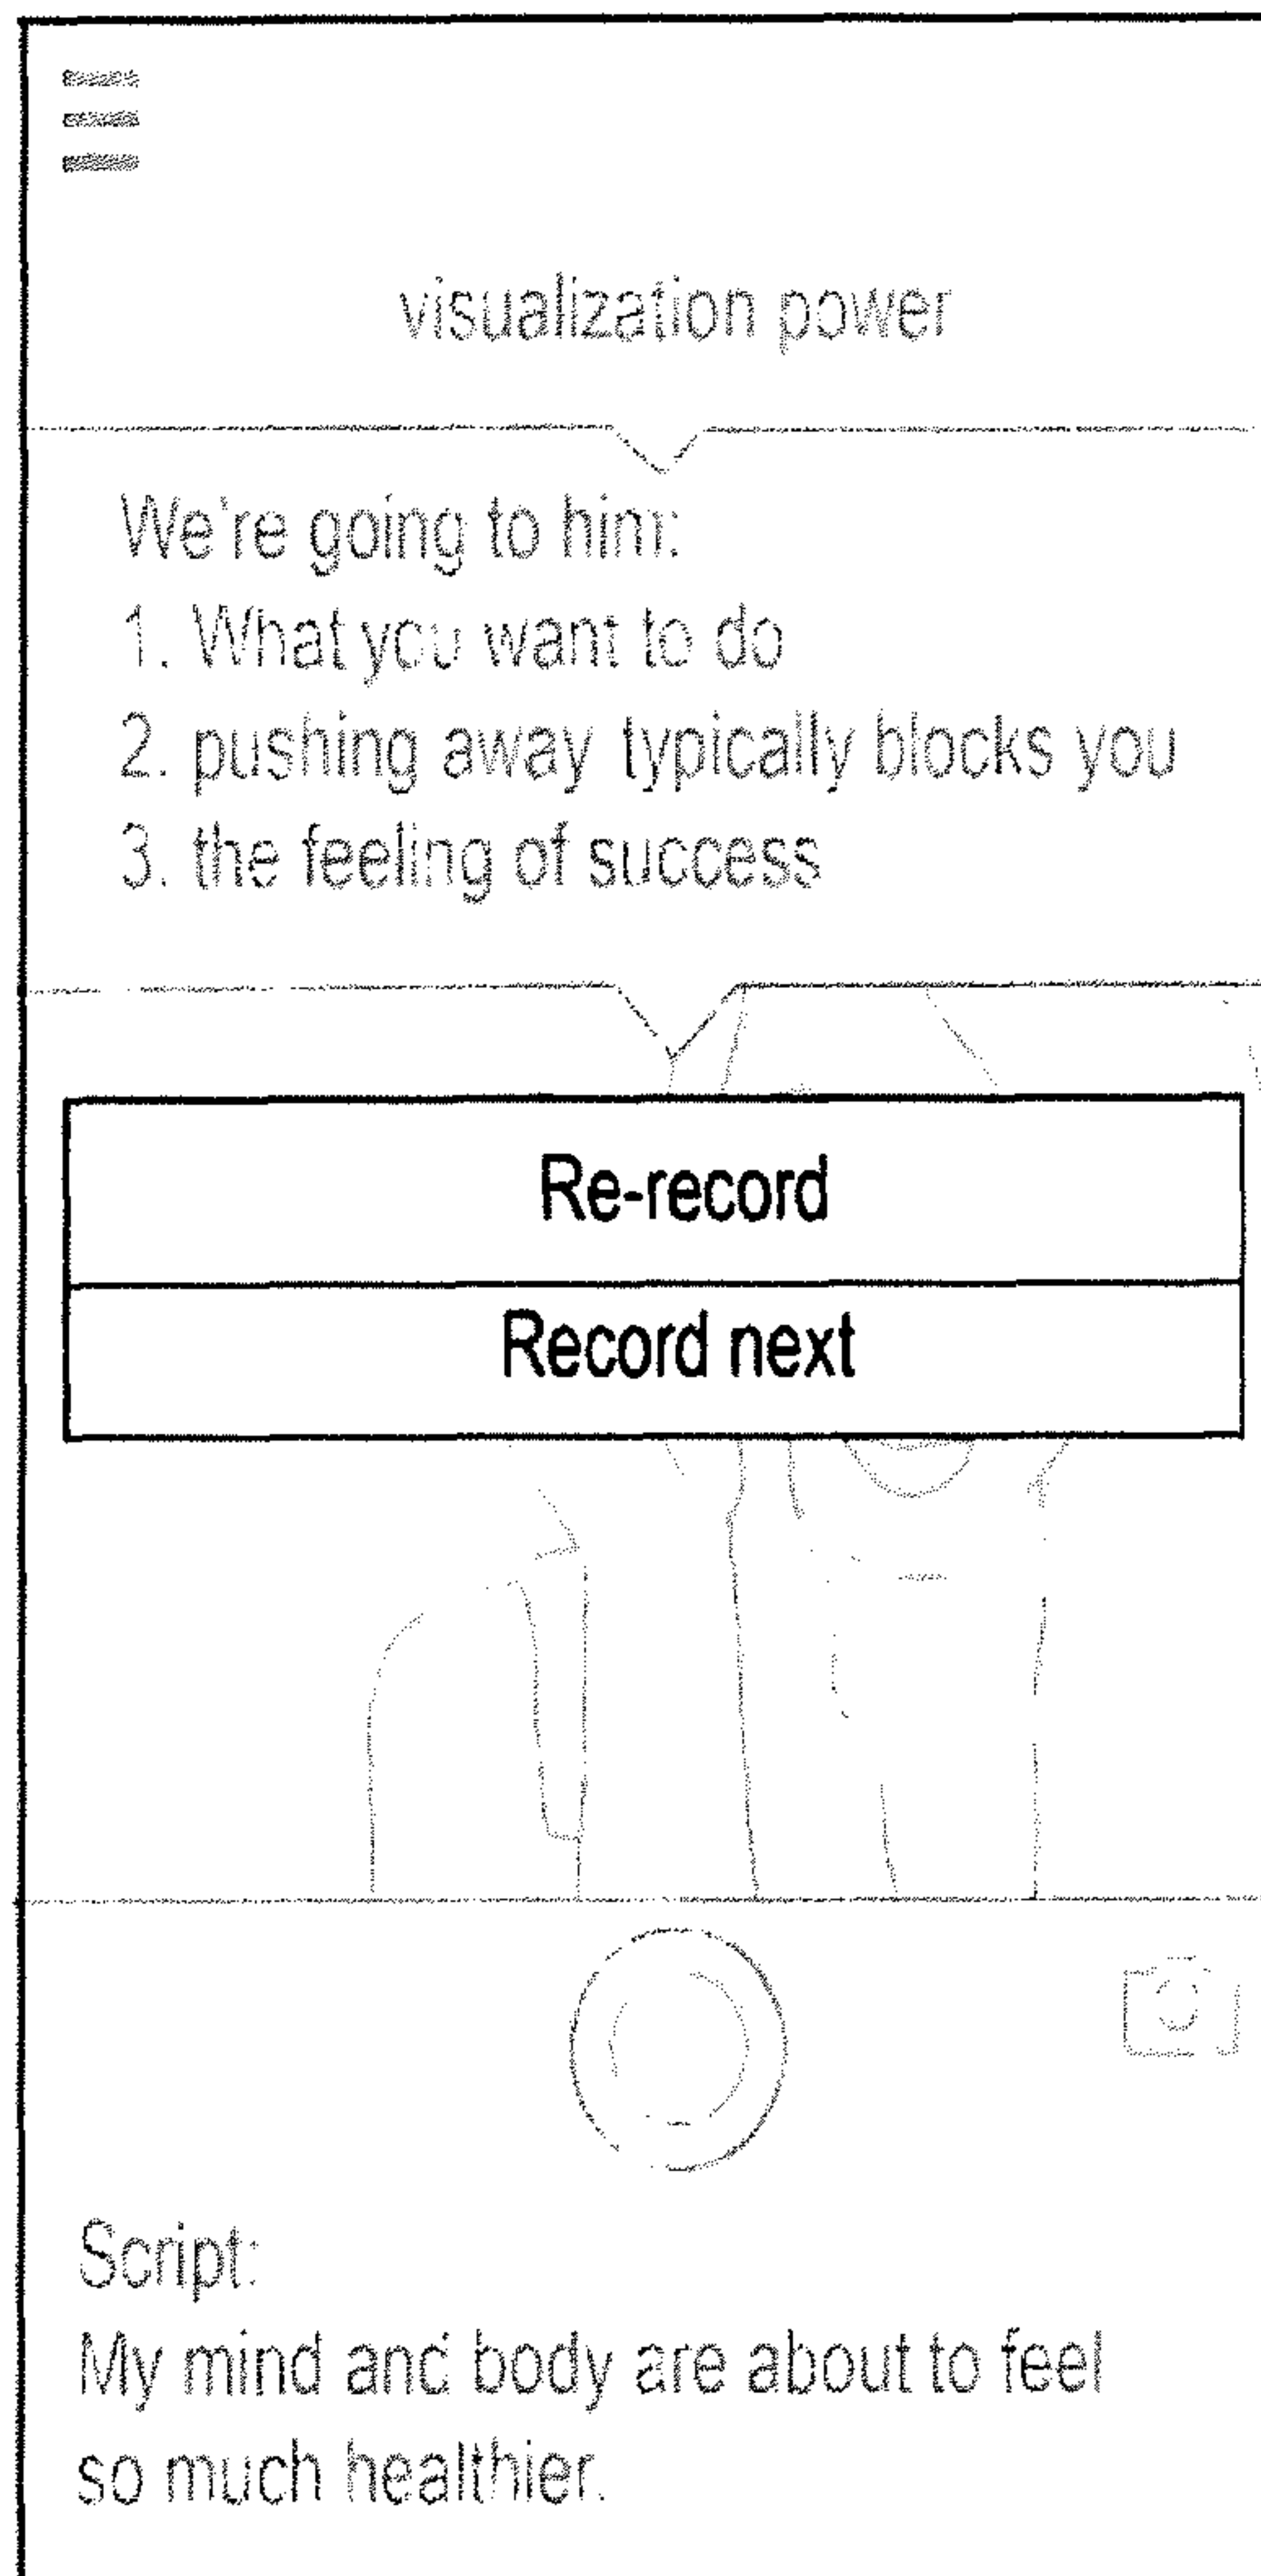 visualization power
We're going to hint:
1. What you want to do
2. pushing away typically blocks you
3. the feeling of success
Re-record
Record next
Script:
My mind and body are about to feel
so much healthier.